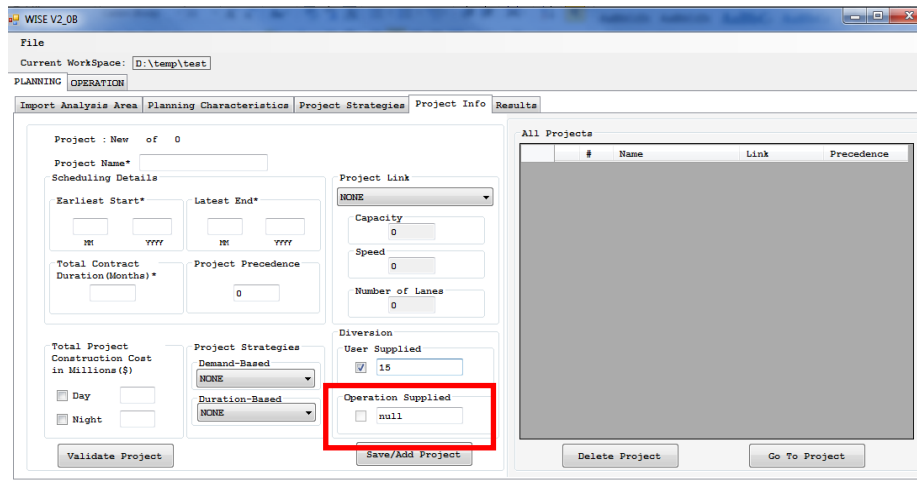 WISE V2_0B
File
Current WorkSpace: D:\temp\test
PLANNING OPERATION
Import Analysis Area Planning Characteristics Project Strategies Project Info Results
Project : New of 0
Project Name*
Scheduling Details
Earliest Start* Latest End*
MM YYYY MM YYYY
Total Contract Duration(Months)*
Project Precedence
0
Project Link
NONE
Capacity
0
Speed
0
Number of Lanes
0
Total Project
Construction Cost
in Millions($)
Day
Night
Project Strategies
Demand-Based
NONE
Duration-Based
NONE
Diversion
User Supplied
15
Operation Supplied
null
Validate Project Save/Add Project
All Projects
# Name Link Precedence
Delete Project Go To Project